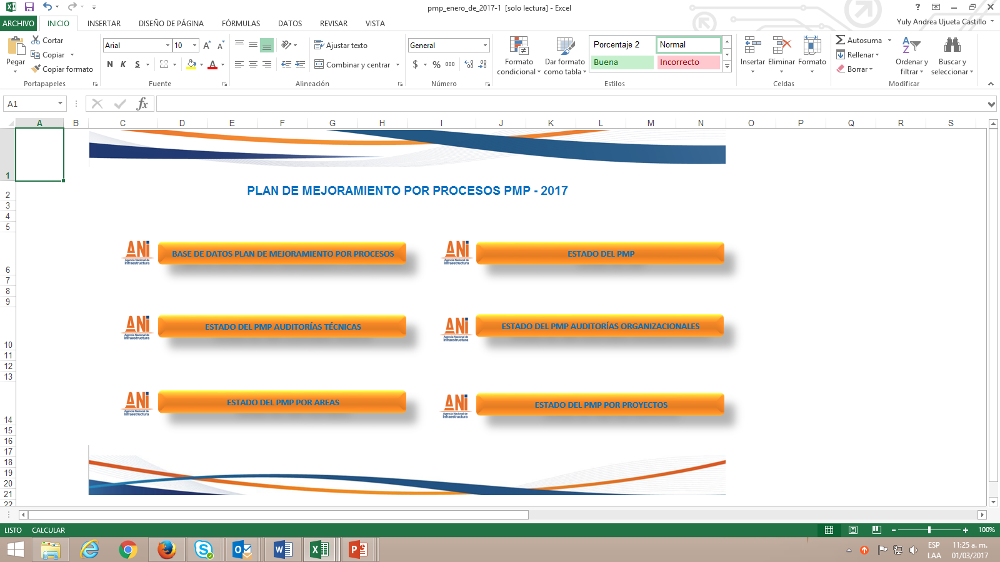 pmp_enero_de_2017-1 [solo lectura] - Excel
ARCHIVO INICIO INSERTAR DISEÑO DE PÁGINA FÓRMULAS DATOS REVISAR VISTA
Yuly Andrea Ujueta Castillo
Pegar
Cortar
Copiar
Copiar formato
Portapapeles
Arial 10
N K S
Fuente
Ajustar texto
Combinar y centrar
Alineación
General
$ % 000
Número
Formato condicional
Dar formato como tabla
Porcentaje 2 Normal
Buena Incorrecto
Estilos
Insertar Eliminar Formato
Celdas
Autosuma
Rellenar
Borrar
Ordenar y filtrar
Buscar y seleccionar
Modificar
A1
fx
A B C D E F G H I J K L M N O P Q R S
1
2
3
4
5
6
7
8
9
10
11
12
13
14
15
16
17
18
19
20
21
22
PLAN DE MEJORAMIENTO POR PROCESOS PMP - 2017
ANi
Agencia Nacional de
Infraestructura
BASE DE DATOS PLAN DE MEJORAMIENTO POR PROCESOS
ANi
Agencia Nacional de
Infraestructura
ESTADO DEL PMP
ANi
Agencia Nacional de
Infraestructura
ESTADO DEL PMP AUDITORÍAS TÉCNICAS
ANi
Agencia Nacional de
Infraestructura
ESTADO DEL PMP AUDITORÍAS ORGANIZACIONALES
ANi
Agencia Nacional de
Infraestructura
ESTADO DEL PMP POR AREAS
ANi
Agencia Nacional de
Infraestructura
ESTADO DEL PMP POR PROYECTOS
LISTO CALCULAR
100%
ESP
LAA
11:25 a. m.
01/03/2017